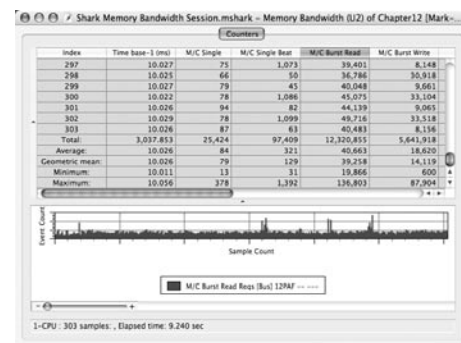 Shark Memory Bandwidth Session.mshark – Memory Bandwidth (U2) of Chapter12 [Mark-...
Counters
Index Time base-1 (ms) M/C Single M/C Single Beat M/C Burst Read M/C Burst Write
297 10.027 75 1,073 39,401 8,148
298 10.025 66 50 36,786 30,918
299 10.027 79 45 40,048 9,661
300 10.022 78 1,086 45,075 33,104
301 10.026 94 82 44,139 9,065
302 10.029 78 1,099 49,716 33,518
303 10.026 87 63 40,483 8,156
Total: 3,037.853 25,424 97,409 12,320,855 5,641,918
Average: 10.026 84 321 40,663 18,620
Geometric mean: 10.026 79 129 39,258 14,119
Minimum: 10.011 13 31 19,866 600
Maximum: 10.056 378 1,392 136,803 87,904
Event Count
Sample Count
M/C Burst Read Reqs [Bus] 12PAF -- ---
- +
1-CPU : 303 samples: , Elapsed time: 9.240 sec